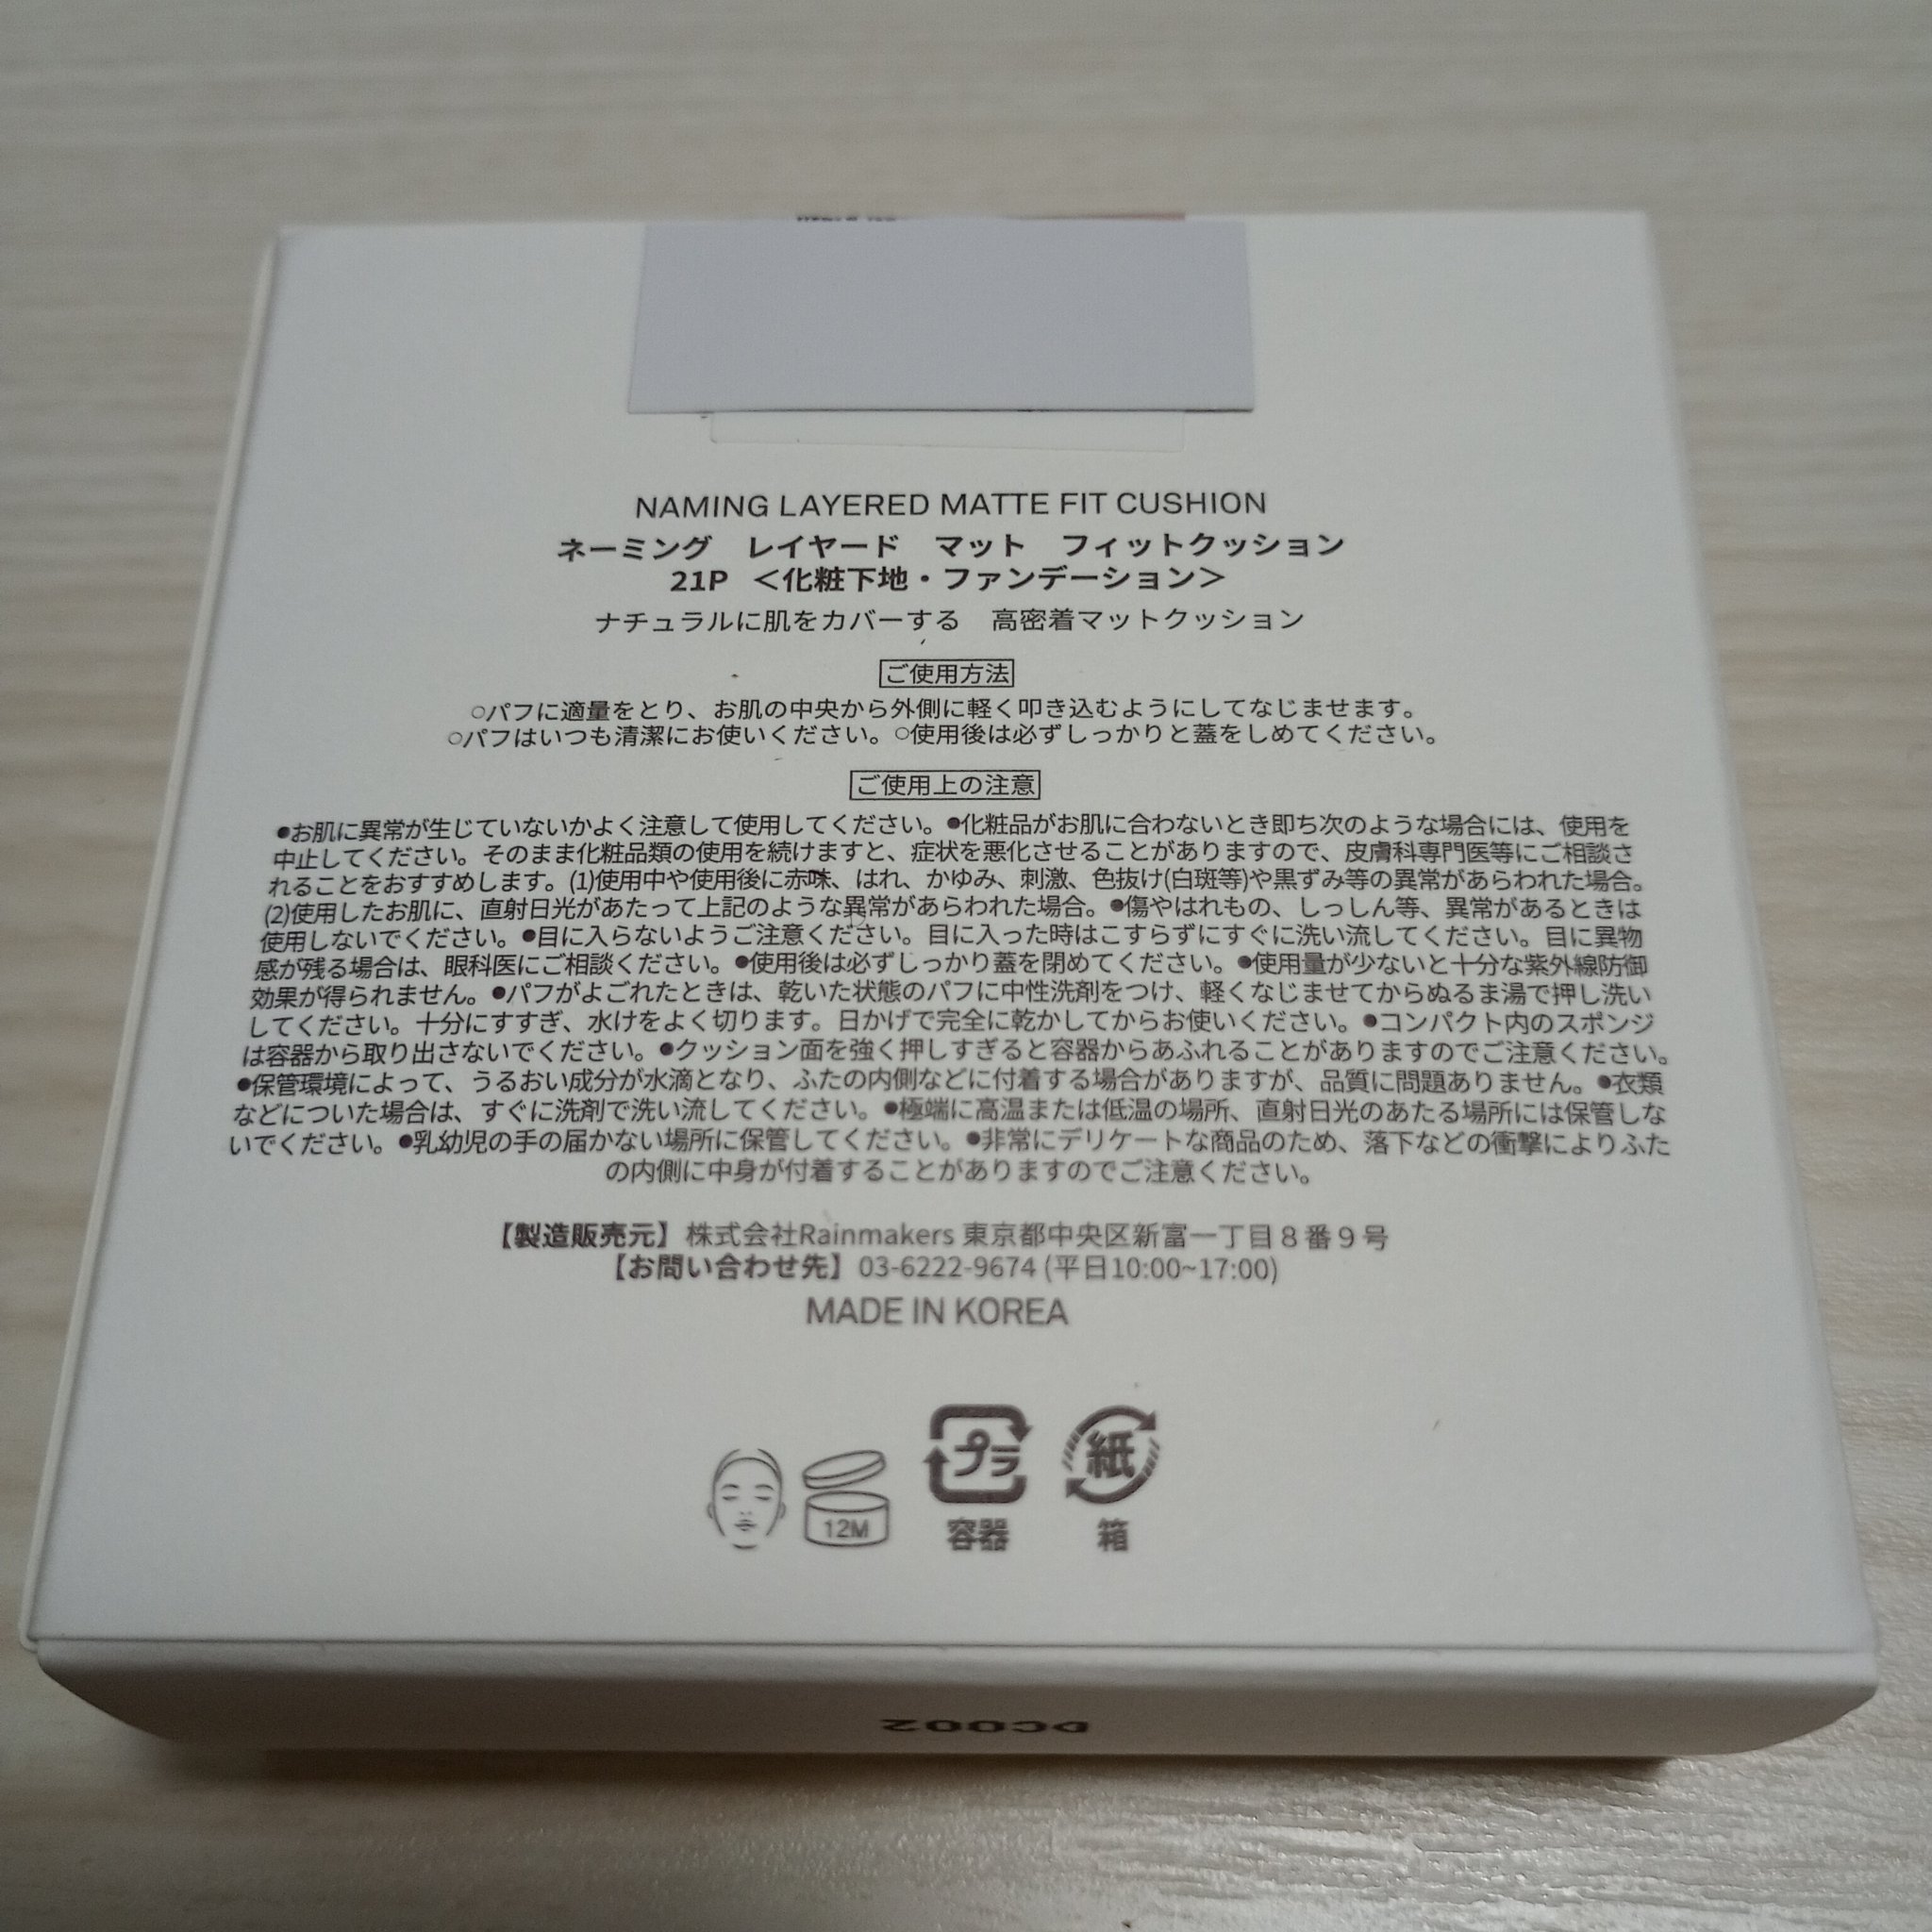 NAMING LAYERED MATTE FIT CUSHION
ネーミング　レイヤード　マット　フィットクッション
21P ＜化粧下地・ファンデーション＞
ナチュラルに肌をカバーする　高密着マットクッション
ご使用方法
○パフに適量をとり、お肌の中央から外側に軽く叩き込むようにしてなじませます。
○パフはいつも清潔にお使いください。○使用後は必ずしっかりと蓋をしめてください。
ご使用上の注意
●お肌に異常が生じていないかよく注意して使用してください。●化粧品がお肌に合わないとき即ち次のような場合には、使用を
中止してください。そのまま化粧品類の使用を続けますと、症状を悪化させることがありますので、皮膚科専門医等にご相談さ
れることをおすすめします。(1)使用中や使用後に赤味、はれ、かゆみ、刺激、色抜け(白斑等)や黒ずみ等の異常があらわれた場合。
(2)使用したお肌に、直射日光があたって上記のような異常があらわれた場合。●傷やはれもの、しっしん等、異常があるときは
使用しないでください。●目に入らないようご注意ください。目に入った時はこすらずにすぐに洗い流してください。目に異物
感が残る場合は、眼科医にご相談ください。●使用後は必ずしっかり蓋を閉めてください。●使用量が少ないと十分な紫外線防御
効果が得られません。●パフがよごれたときは、乾いた状態のパフに中性洗剤をつけ、軽くなじませてからぬるま湯で押し洗い
してください。十分にすすぎ、水けをよく切ります。日かげで完全に乾かしてからお使いください。●コンパクト内のスポンジ
は容器から取り出さないでください。●クッション面を強く押しすぎると容器からあふれることがありますのでご注意ください。
●保管環境によって、うるおい成分が水滴となり、ふたの内側などに付着する場合がありますが、品質に問題ありません。●衣類
などについた場合は、すぐに洗剤で洗い流してください。●極端に高温または低温の場所、直射日光のあたる場所には保管しな
いでください。●乳幼児の手の届かない場所に保管してください。●非常にデリケートな商品のため、落下などの衝撃によりふた
の内側に中身が付着することがありますのでご注意ください。
【製造販売元】株式会社Rainmakers 東京都中央区新富一丁目８番９号
【お問い合わせ先】03-6222-9674 (平日10:00~17:00)
MADE IN KOREA
12M
プラ
容器
紙
箱
DC002